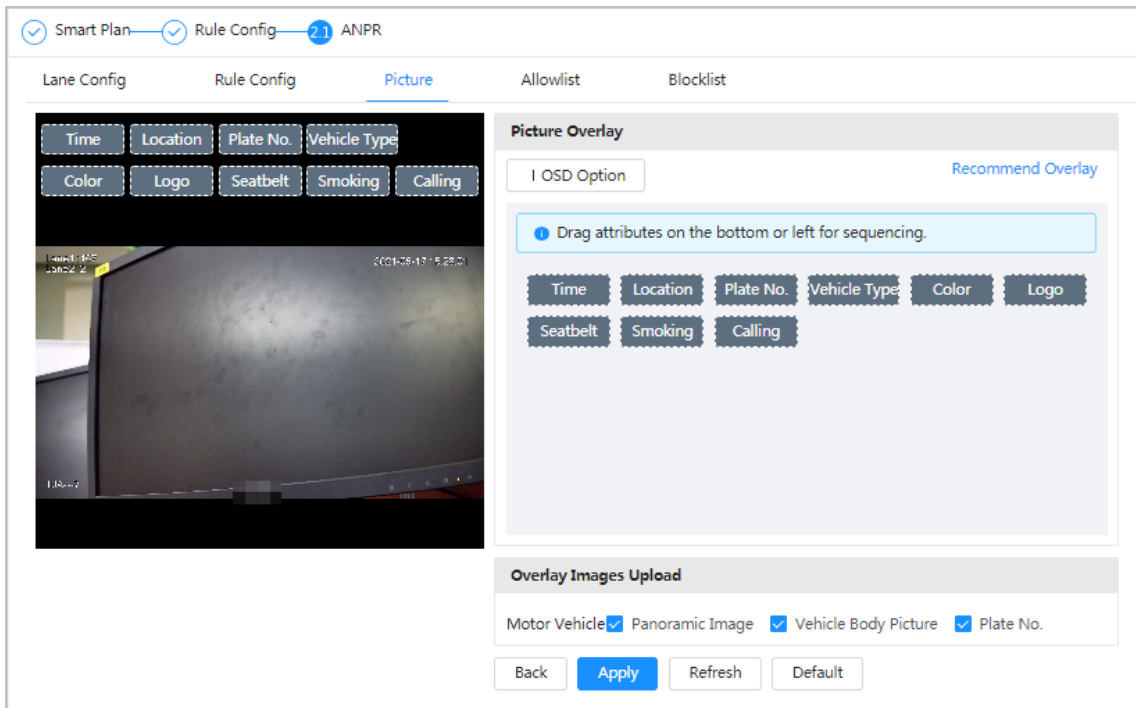 Smart Plan Rule Config 2.1 ANPR
Lane Config Rule Config Picture Allowlist Blocklist
Time Location Plate No. Vehicle Type
Color Logo Seatbelt Smoking Calling
Picture Overlay
I OSD Option Recommend Overlay
Drag attributes on the bottom or left for sequencing.
Time Location Plate No. Vehicle Type Color Logo
Seatbelt Smoking Calling
Overlay Images Upload
Motor Vehicle Panoramic Image Vehicle Body Picture Plate No.
Back Apply Refresh Default